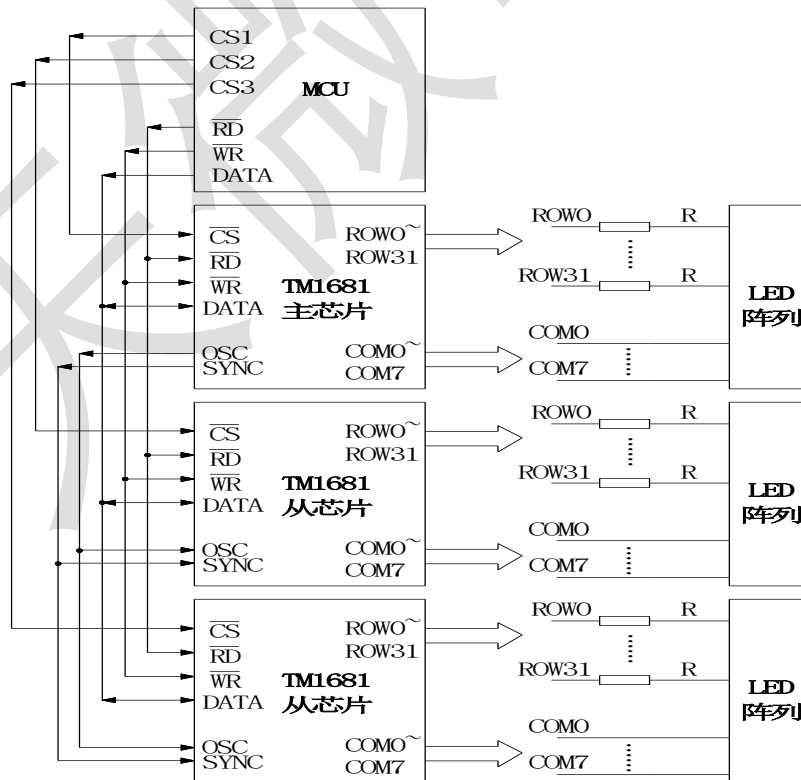 CS1
CS2
CS3
MCU
RD
WR
DATA
CS
RD
WR
DATA
OSC
SYNC
TM1681
主芯片
ROW0~
ROW31
COM0~
COM7
ROW0
R
ROW31
R
COM0
COM7
LED
阵列
CS
RD
WR
DATA
OSC
SYNC
TM1681
从芯片
ROW0~
ROW31
COM0~
COM7
ROW0
R
ROW31
R
COM0
COM7
LED
阵列
CS
RD
WR
DATA
OSC
SYNC
TM1681
从芯片
ROW0~
ROW31
COM0~
COM7
ROW0
R
ROW31
R
COM0
COM7
LED
阵列